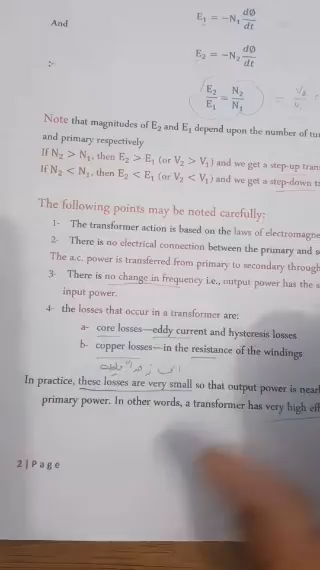 And
E₁ = −N₁ dØ/dt
E₂ = −N₂ dØ/dt
∴
E₂/E₁ = N₂/N₁ =
Note that magnitudes of E₂ and E₁ depend upon the number of
and primary respectively
If N₂ > N₁, then E₂ > E₁ (or V₂ > V₁) and we get a step-up
If N₂ < N₁, then E₂ < E₁ (or V₂ < V₁) and we get a step-down
The following points may be noted carefully:
1- The transformer action is based on the laws of
2- There is no electrical connection between the primary and
The a.c. power is transferred from primary to secondary through
3- There is no change in frequency i.e., output power has the
input power.
4- the losses that occur in a transformer are:
a- core losses—eddy current and hysteresis losses
b- copper losses—in the resistance of the windings
In practice, these losses are very small so that output power is
primary power. In other words, a transformer has very high
2 | Page